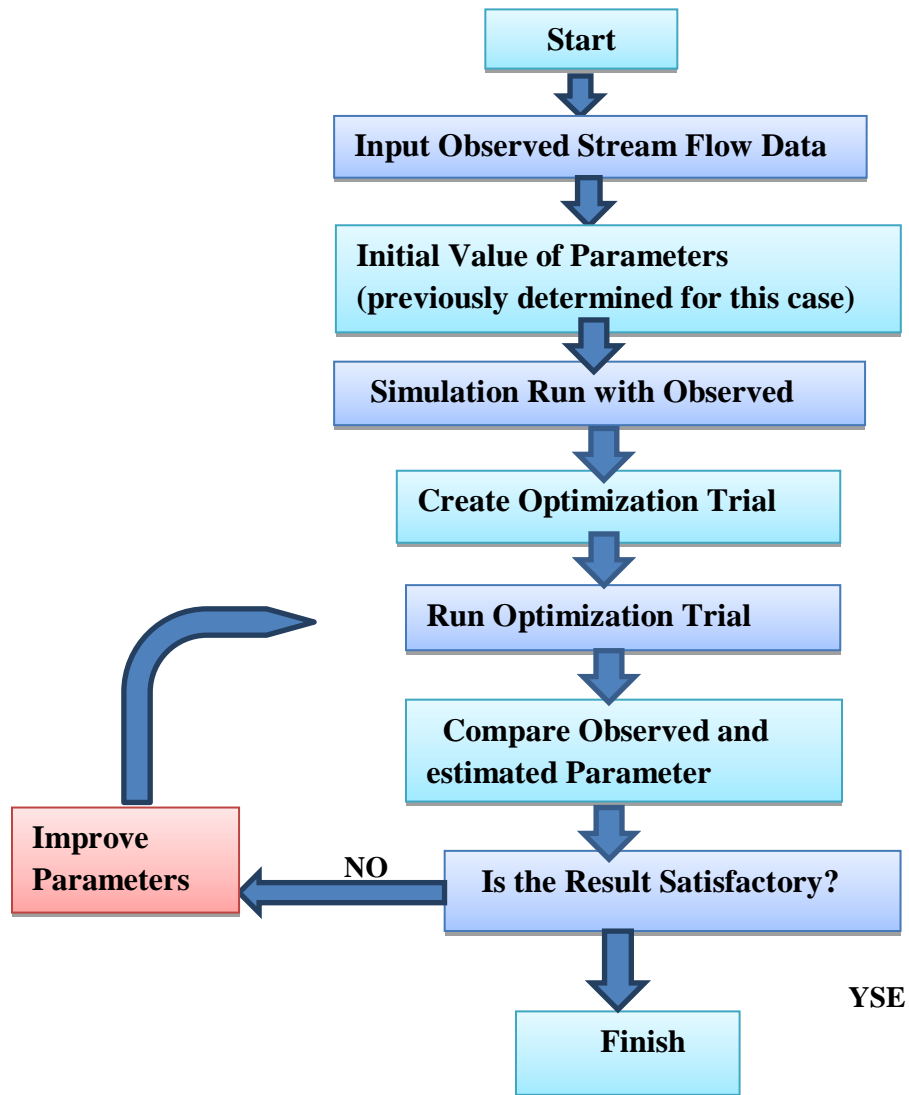 Start
Input Observed Stream Flow Data
Initial Value of Parameters
(previously determined for this case)
Simulation Run with Observed
Create Optimization Trial
Run Optimization Trial
Compare Observed and
estimated Parameter
Improve
Parameters
NO
Is the Result Satisfactory?
YSE
Finish